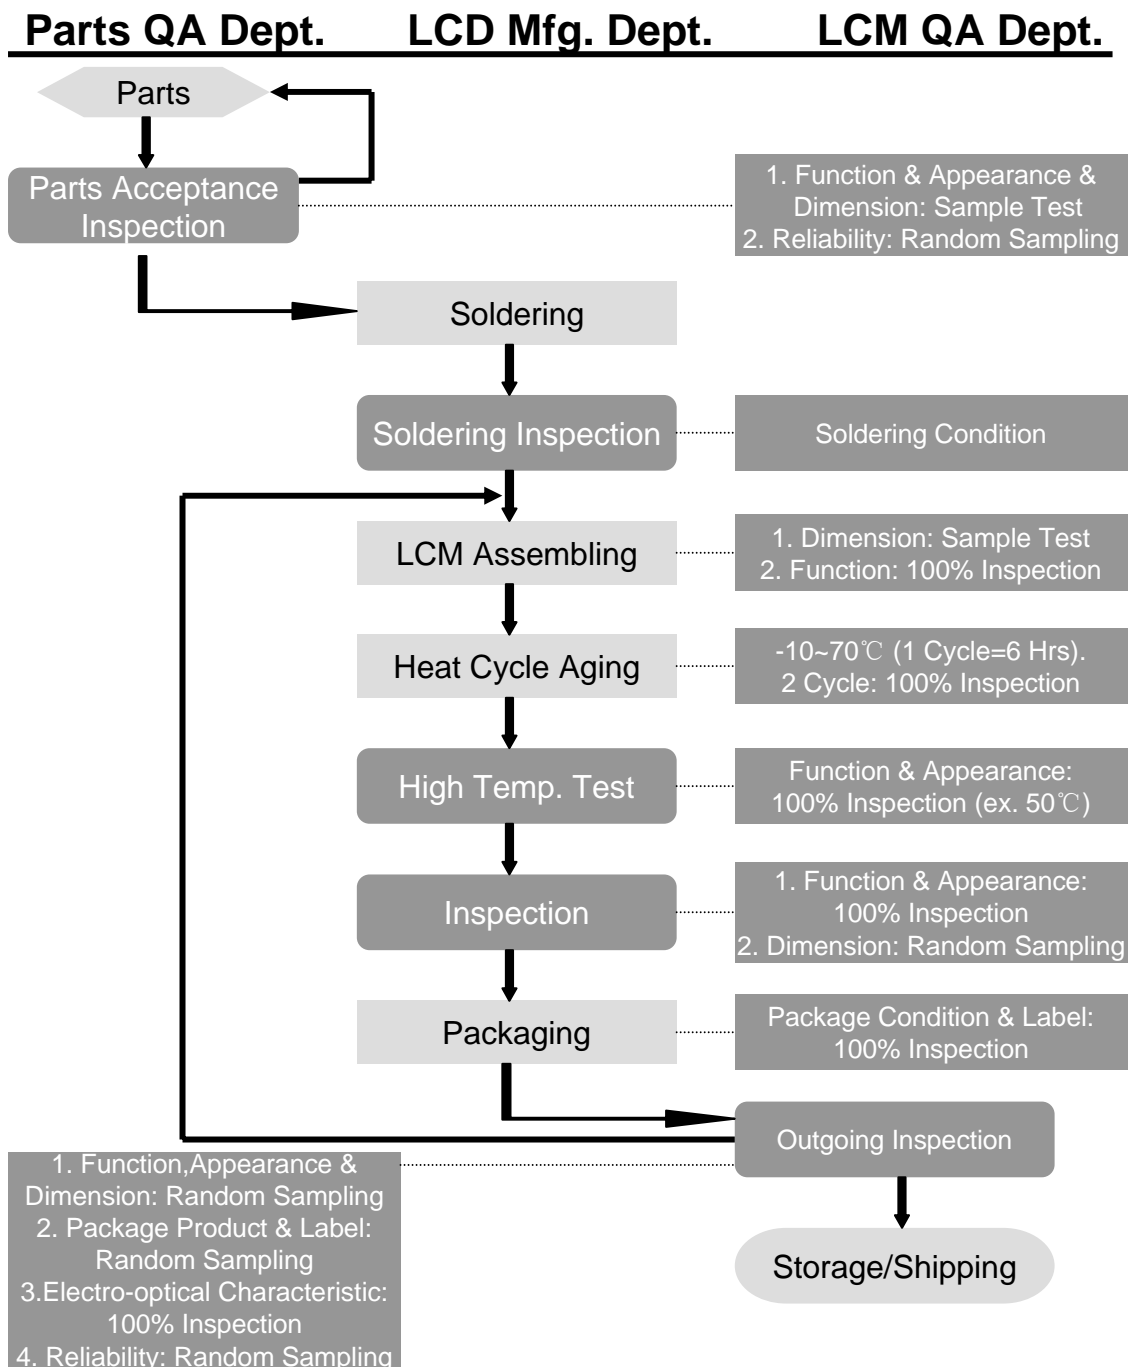 Parts QA Dept. LCD Mfg. Dept. LCM QA Dept.
Parts
Parts Acceptance
Inspection
1. Function & Appearance &
Dimension: Sample Test
2. Reliability: Random Sampling
Soldering
Soldering Inspection
Soldering Condition
LCM Assembling
1. Dimension: Sample Test
2. Function: 100% Inspection
Heat Cycle Aging
-10~70℃ (1 Cycle=6 Hrs).
2 Cycle: 100% Inspection
High Temp. Test
Function & Appearance:
100% Inspection (ex. 50℃)
Inspection
1. Function & Appearance:
100% Inspection
2. Dimension: Random Sampling
Packaging
Package Condition & Label:
100% Inspection
Outgoing Inspection
1. Function,Appearance &
Dimension: Random Sampling
2. Package Product & Label:
Random Sampling
3.Electro-optical Characteristic:
100% Inspection
4. Reliability: Random Sampling
Storage/Shipping